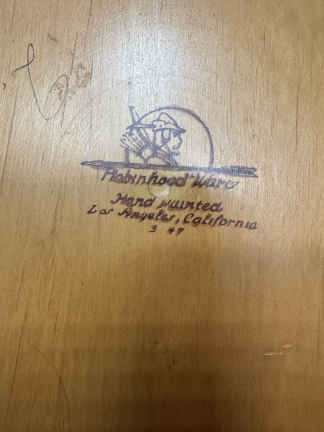 Robinhood Ware
Hand painted
Los Angeles, California
3 47